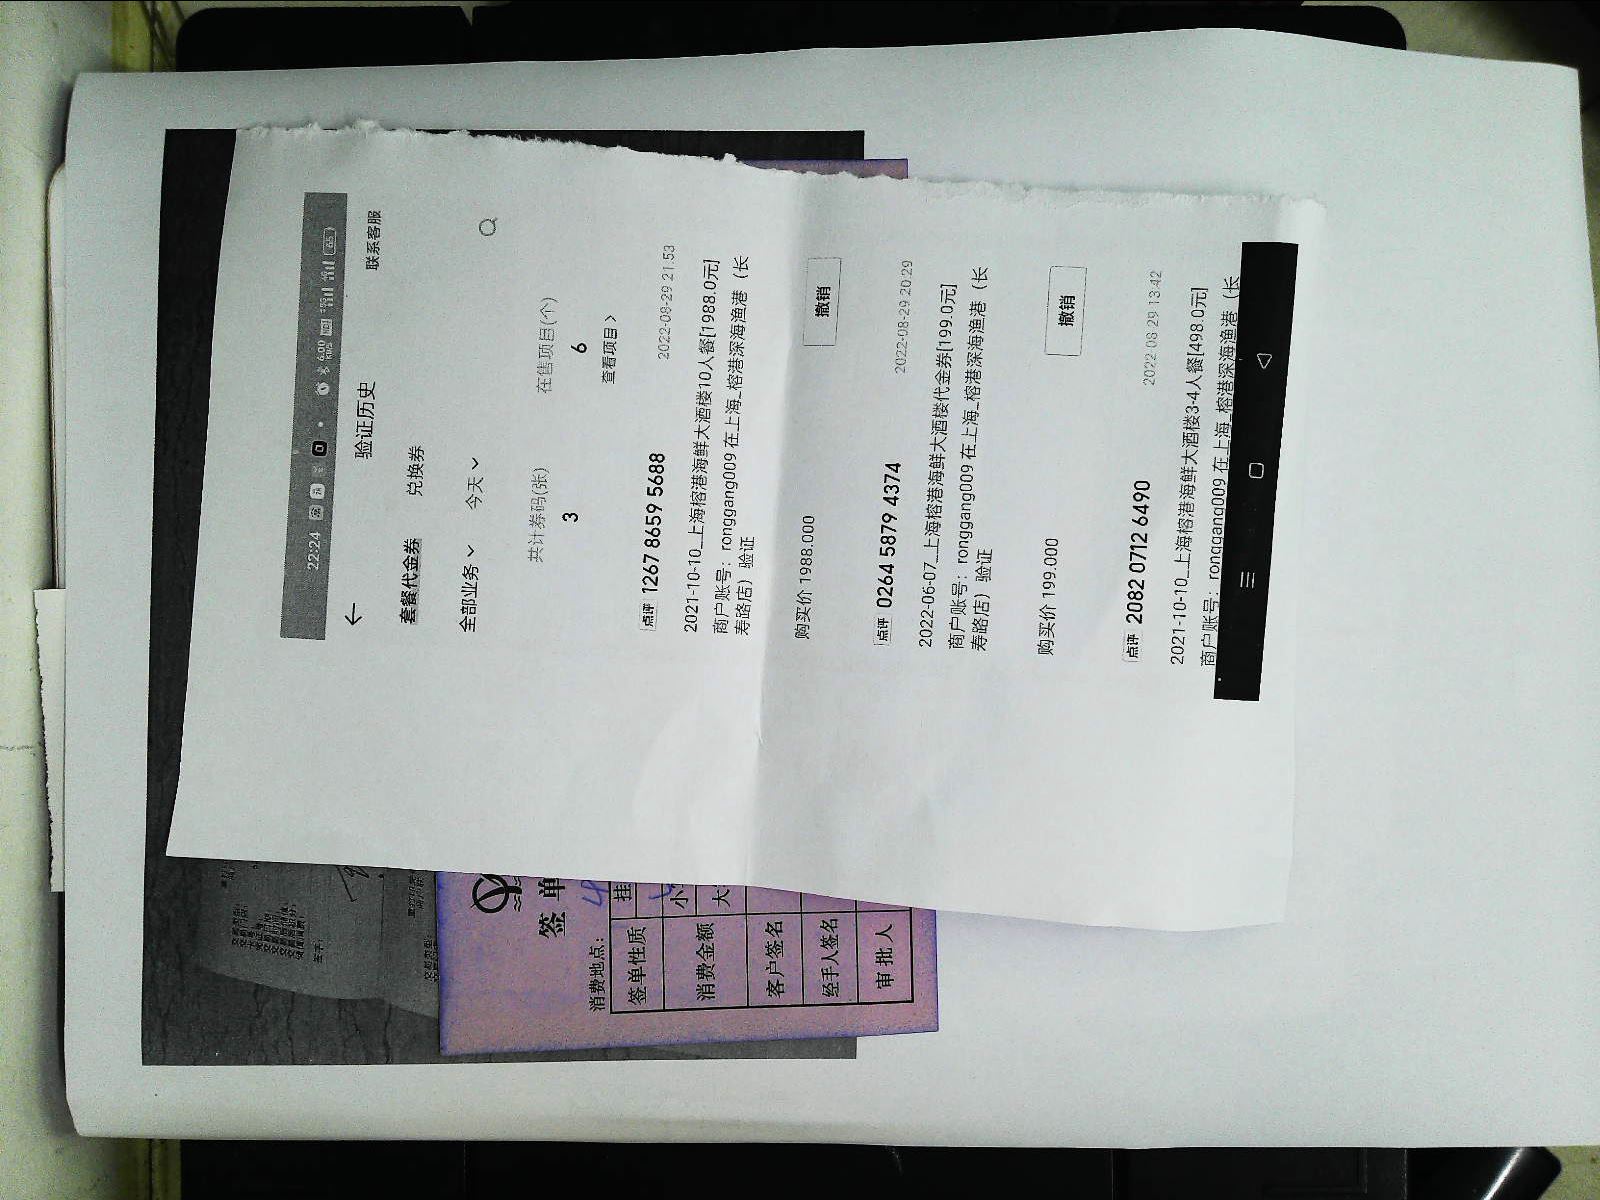 22:24
6.00
KB/s
65
验证历史
联系客服
套餐代金券
兑换券
全部业务
今天
共计券码(张)
在售项目(个)
3
6
查看项目>
点评 1267 8659 5688
2022-08-29 21:53
2021-10-10_上海榕港海鲜大酒楼10人餐[1988.0元]
商户账号：ronggang009 在上海_榕港深海渔港（长
寿路店）验证
购买价 1988.000
撤销
点评 0264 5879 4374
2022-08-29 20:29
2022-06-07_上海榕港海鲜大酒楼代金券[199.0元]
商户账号：ronggang009 在上海_榕港深海渔港（长
寿路店）验证
购买价 199.000
撤销
点评 2082 0712 6490
2022-08-29 13:42
2021-10-10_上海榕港海鲜大酒楼3-4人餐[498.0元]
商户账号：ronggang009 在上海_榕港深海渔港（长
签单
消费地点：
签单性质
挂
消费金额
小
大
客户签名
经手人签名
审批人